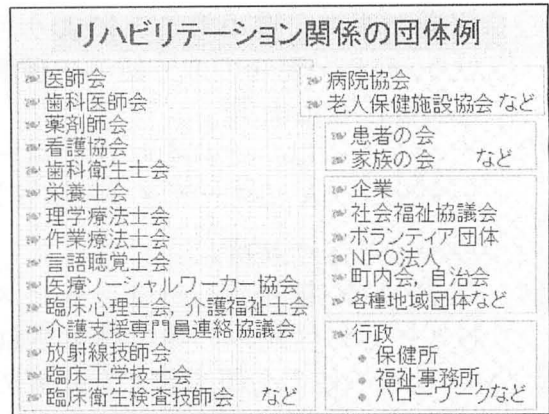 リハビリテーション関係の団体例
医師会
歯科医師会
薬剤師会
看護協会
歯科衛生士会
栄養士会
理学療法士会
作業療法士会
言語聴覚士会
医療ソーシャルワーカー協会
臨床心理士会, 介護福祉士会
介護支援専門員連絡協議会
放射線技師会
臨床工学技士会
臨床衛生検査技師会 など
病院協会
老人保健施設協会 など
患者の会
家族の会 など
企業
社会福祉協議会
ボランティア団体
NPO法人
町内会, 自治会
各種地域団体など
行政
保健所
福祉事務所
ハローワークなど